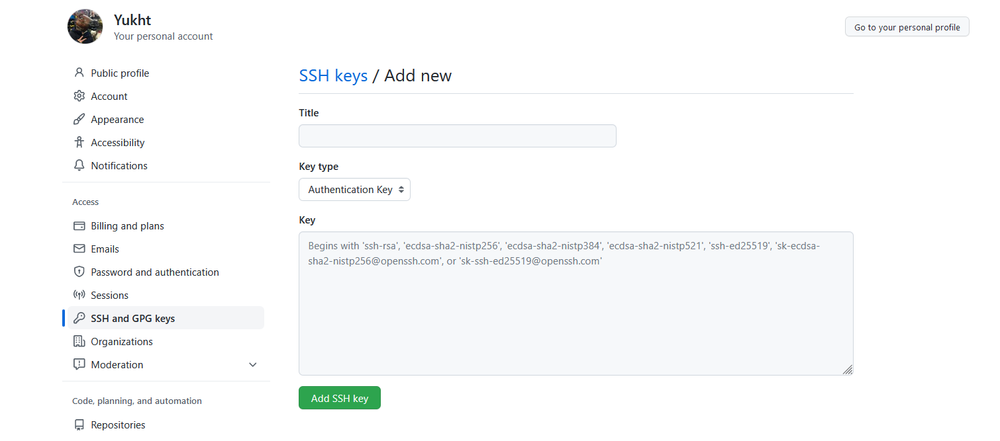 Yukht
Your personal account
Go to your personal profile
Public profile
Account
Appearance
Accessibility
Notifications
Access
Billing and plans
Emails
Password and authentication
Sessions
SSH and GPG keys
Organizations
Moderation
Code, planning, and automation
Repositories
SSH keys / Add new
Title
Key type
Authentication Key
Key
Begins with 'ssh-rsa', 'ecdsa-sha2-nistp256', 'ecdsa-sha2-nistp384', 'ecdsa-sha2-nistp521', 'ssh-ed25519', 'sk-ecdsa-
sha2-nistp256@openssh.com', or 'sk-ssh-ed25519@openssh.com'
Add SSH key